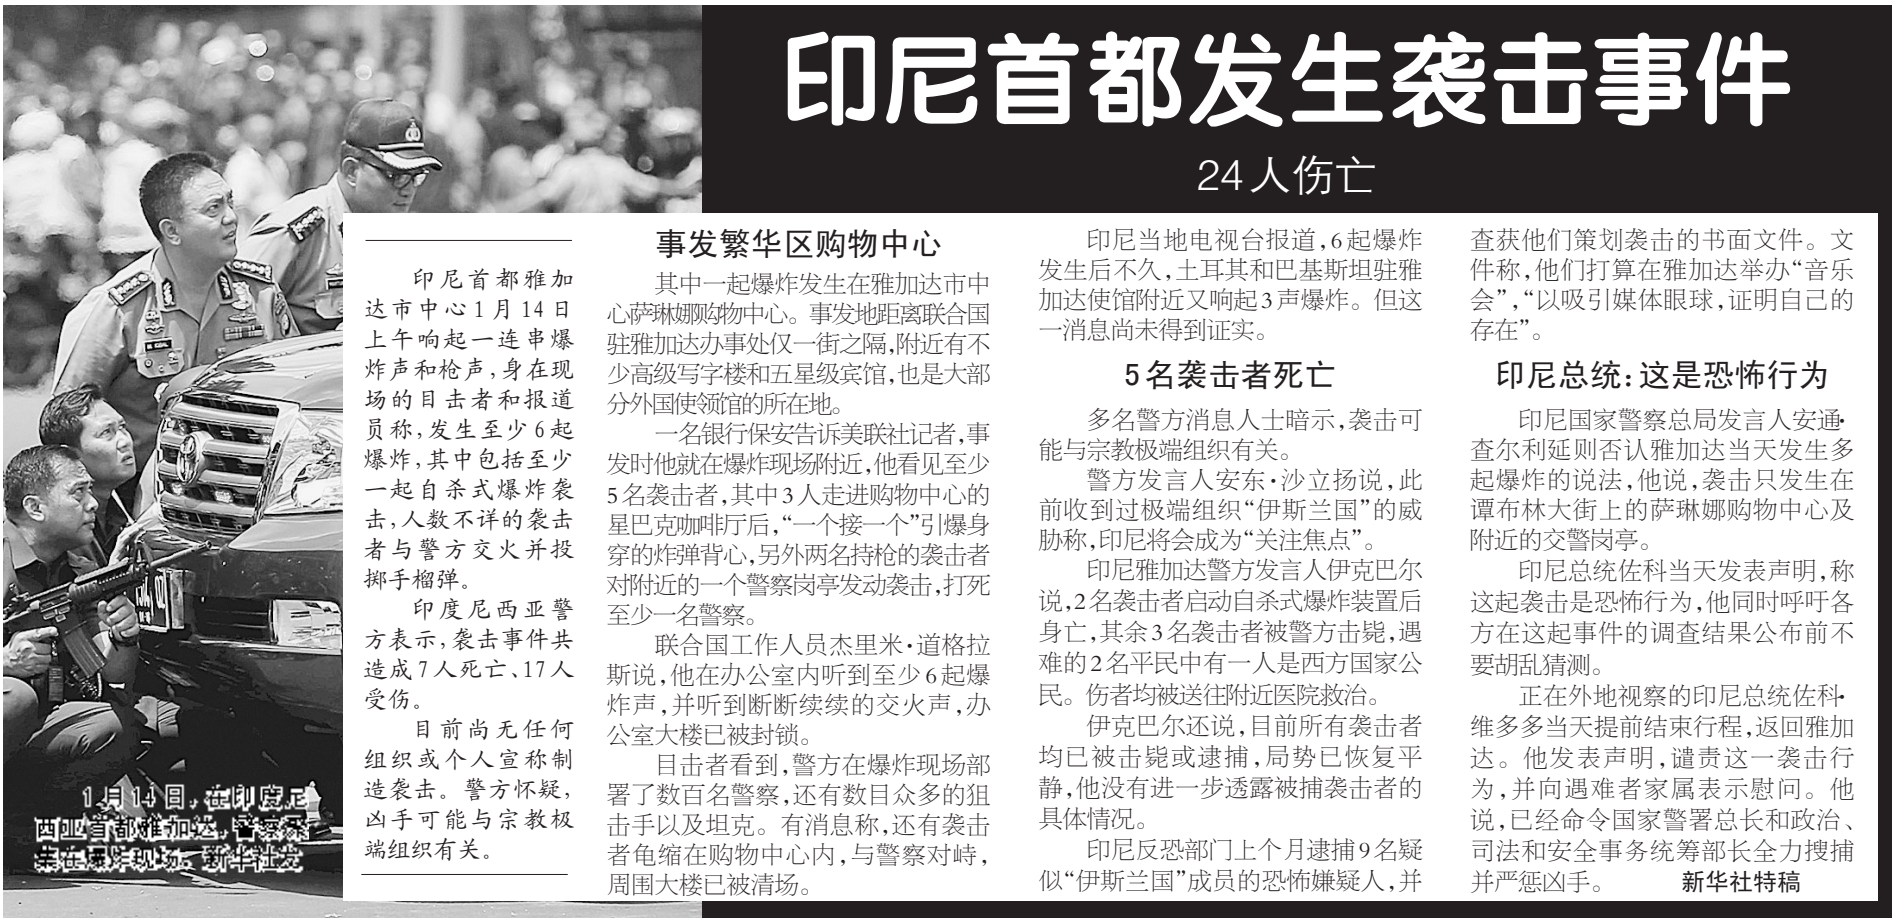 印尼首都发生袭击事件
24人伤亡
印尼首都雅加
达市中心1月14日
上午响起一连串爆
炸声和枪声,身在现
场的目击者和报道
员称,发生至少6起
爆炸,其中包括至少
一起自杀式爆炸袭
击,人数不详的袭击
者与警方交火并投
掷手榴弹。
印度尼西亚警
方表示,袭击事件共
造成7人死亡、17人
受伤。
目前尚无任何
组织或个人宣称制
造袭击。警方怀疑,
凶手可能与宗教极
端组织有关。
事发繁华区购物中心
其中一起爆炸发生在雅加达市中
心萨琳娜购物中心。事发地距离联合国
驻雅加达办事处仅一街之隔,附近有不
少高级写字楼和五星级宾馆,也是大部
分外国使领馆的所在地。
一名银行保安告诉美联社记者,事
发时他就在爆炸现场附近,他看见至少
5名袭击者,其中3人走进购物中心的
星巴克咖啡厅后,“一个接一个”引爆身
穿的炸弹背心,另外两名持枪的袭击者
对附近的一个警察岗亭发动袭击,打死
至少一名警察。
联合国工作人员杰里米·道格拉
斯说,他在办公室内听到至少6起爆
炸声,并听到断断续续的交火声,办
公室大楼已被封锁。
目击者看到,警方在爆炸现场部
署了数百名警察,还有数目众多的狙
击手以及坦克。有消息称,还有袭击
者龟缩在购物中心内,与警察对峙,
周围大楼已被清场。
印尼当地电视台报道,6起爆炸
发生后不久,土耳其和巴基斯坦驻雅
加达使馆附近又响起3声爆炸。但这
一消息尚未得到证实。
5名袭击者死亡
多名警方消息人士暗示,袭击可
能与宗教极端组织有关。
警方发言人安东·沙立扬说,此
前收到过极端组织“伊斯兰国”的威
胁称,印尼将会成为“关注焦点”。
印尼雅加达警方发言人伊克巴尔
说,2名袭击者启动自杀式爆炸装置后
身亡,其余3名袭击者被警方击毙,遇
难的2名平民中有一人是西方国家公
民。伤者均被送往附近医院救治。
伊克巴尔还说,目前所有袭击者
均已被击毙或逮捕,局势已恢复平
静,他没有进一步透露被捕袭击者的
具体情况。
印尼反恐部门上个月逮捕9名疑
似“伊斯兰国”成员的恐怖嫌疑人,并
查获他们策划袭击的书面文件。文
件称,他们打算在雅加达举办“音乐
会”,“以吸引媒体眼球,证明自己的
存在”。
印尼总统:这是恐怖行为
印尼国家警察总局发言人安通·
查尔利延则否认雅加达当天发生多
起爆炸的说法,他说,袭击只发生在
谭布林大街上的萨琳娜购物中心及
附近的交警岗亭。
印尼总统佐科当天发表声明,称
这起袭击是恐怖行为,他同时呼吁各
方在这起事件的调查结果公布前不
要胡乱猜测。
正在外地视察的印尼总统佐科·
维多多当天提前结束行程,返回雅加
达。他发表声明,谴责这一袭击行
为,并向遇难者家属表示慰问。他
说,已经命令国家警署总长和政治、
司法和安全事务统筹部长全力搜捕
并严惩凶手。 新华社特稿
1月14日,在印度尼
西亚首都雅加达,警察聚
集在爆炸现场。新华社发